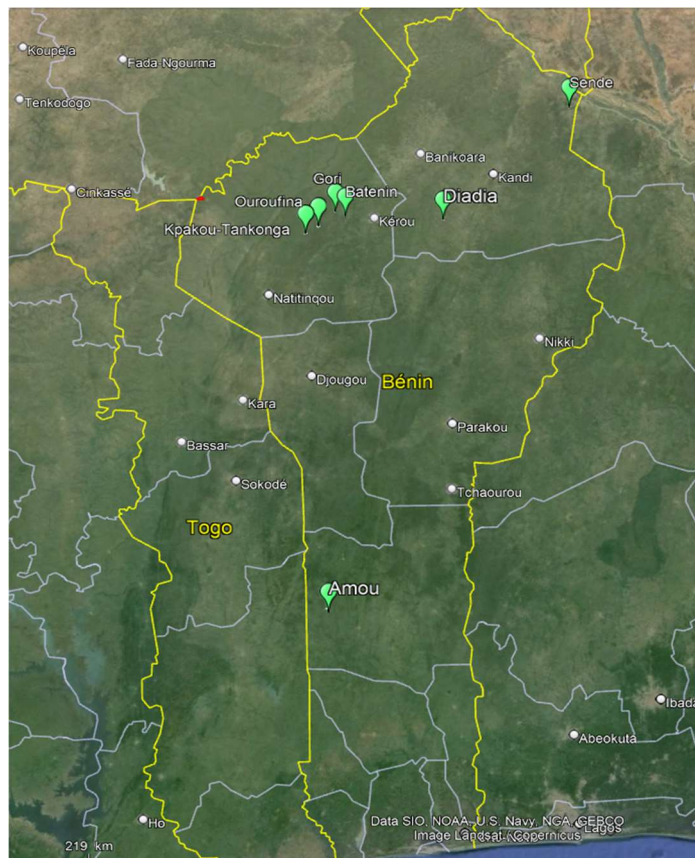 Koupéla
Fada Ngourma
Sende
Tenkodogo
Banikoara
Kandi
Gori
Cinkassé
Ouroufina
Batenin
Diadia
Kérou
Kpakou-Tankonga
Natitingou
Nikki
Djougou
Bénin
Kara
Parakou
Bassar
Sokodé
Tchaourou
Togo
Amou
Ibada
Abeokuta
Ho
Data SIO, NOAA, U.S. Navy, NGA, GEBCO
Lagos
Image Landsat / Copernicus
219 km